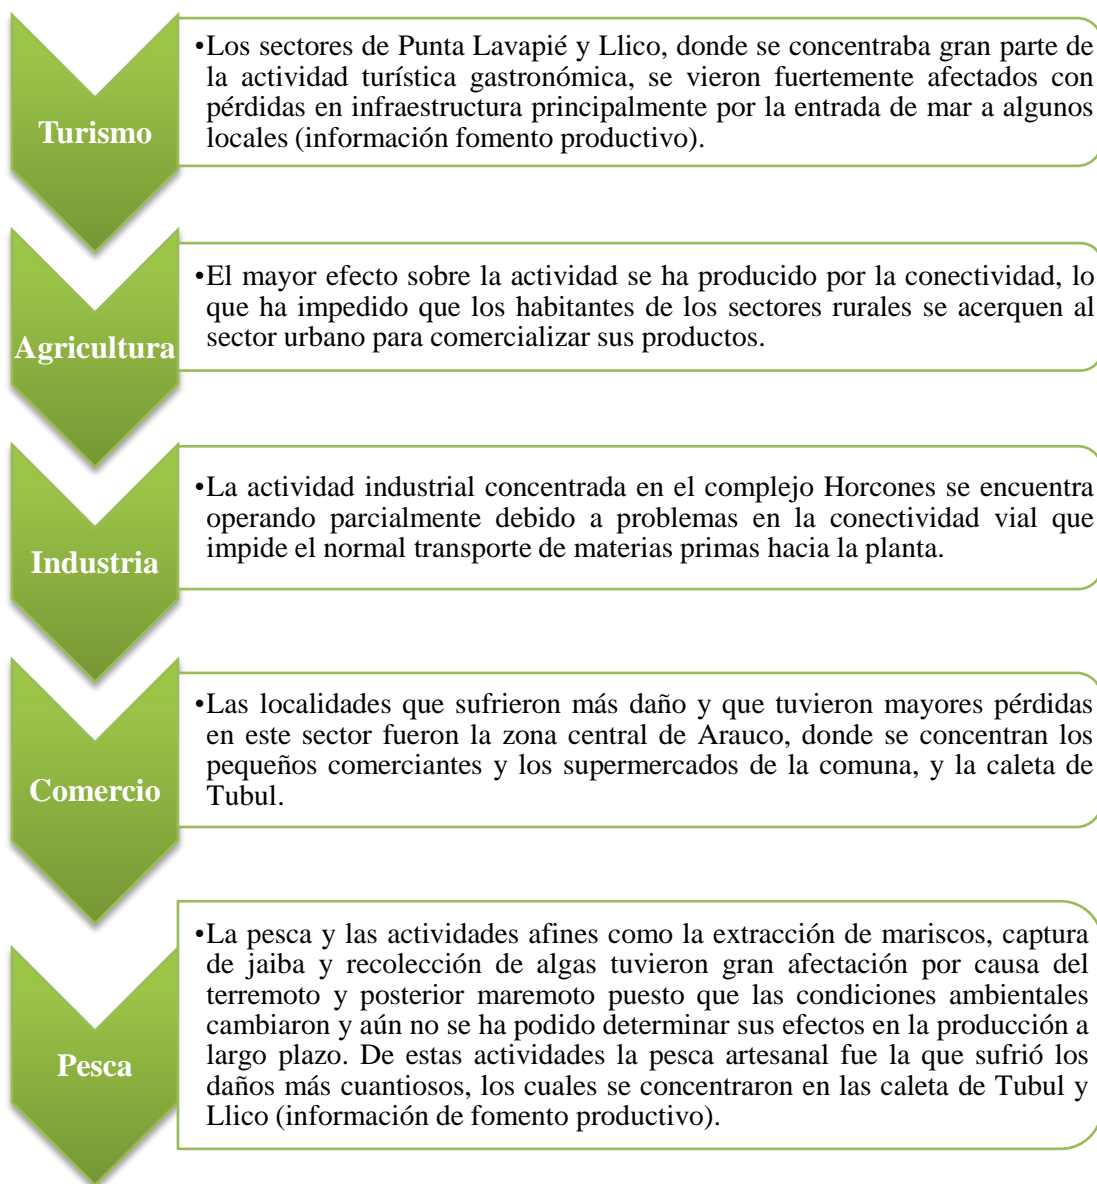 Turismo
•Los sectores de Punta Lavapié y Llico, donde se concentraba gran parte de
la actividad turística gastronómica, se vieron fuertemente afectados con
pérdidas en infraestructura principalmente por la entrada de mar a algunos
locales (información fomento productivo).
Agricultura
•El mayor efecto sobre la actividad se ha producido por la conectividad, lo
que ha impedido que los habitantes de los sectores rurales se acerquen al
sector urbano para comercializar sus productos.
Industria
•La actividad industrial concentrada en el complejo Horcones se encuentra
operando parcialmente debido a problemas en la conectividad vial que
impide el normal transporte de materias primas hacia la planta.
Comercio
•Las localidades que sufrieron más daño y que tuvieron mayores pérdidas
en este sector fueron la zona central de Arauco, donde se concentran los
pequeños comerciantes y los supermercados de la comuna, y la caleta de
Tubul.
Pesca
•La pesca y las actividades afines como la extracción de mariscos, captura
de jaiba y recolección de algas tuvieron gran afectación por causa del
terremoto y posterior maremoto puesto que las condiciones ambientales
cambiaron y aún no se ha podido determinar sus efectos en la producción a
largo plazo. De estas actividades la pesca artesanal fue la que sufrió los
daños más cuantiosos, los cuales se concentraron en las caleta de Tubul y
Llico (información de fomento productivo).